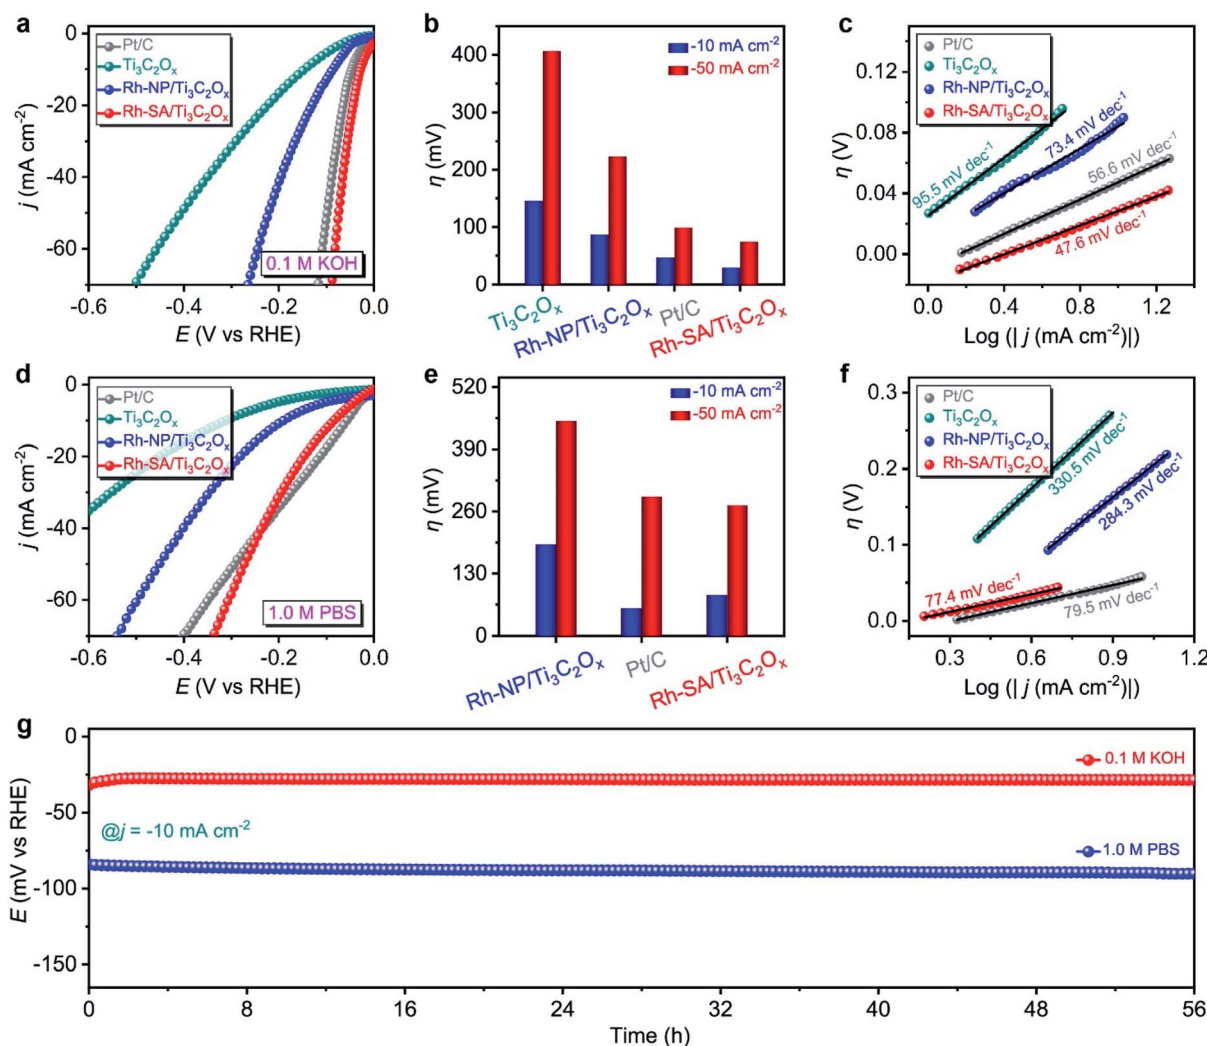 a
0
-20
-40
-60
j (mA cm⁻²)
Pt/C
Ti₃C₂Oₓ
Rh-NP/Ti₃C₂Oₓ
Rh-SA/Ti₃C₂Oₓ
0.1 M KOH
-0.6 -0.4 -0.2 0.0
E (V vs RHE)
b
400
300
200
100
0
η (mV)
-10 mA cm⁻²
-50 mA cm⁻²
Ti₃C₂Oₓ
Rh-NP/Ti₃C₂Oₓ
Pt/C
Rh-SA/Ti₃C₂Oₓ
c
0.12
0.08
0.04
0.00
η (V)
Pt/C
Ti₃C₂Oₓ
Rh-NP/Ti₃C₂Oₓ
Rh-SA/Ti₃C₂Oₓ
95.5 mV dec⁻¹
73.4 mV dec⁻¹
56.6 mV dec⁻¹
47.6 mV dec⁻¹
0.0 0.4 0.8 1.2
Log (| j (mA cm⁻²)|)
d
0
-20
-40
-60
j (mA cm⁻²)
Pt/C
Ti₃C₂Oₓ
Rh-NP/Ti₃C₂Oₓ
Rh-SA/Ti₃C₂Oₓ
1.0 M PBS
-0.6 -0.4 -0.2 0.0
E (V vs RHE)
e
520
390
260
130
0
η (mV)
-10 mA cm⁻²
-50 mA cm⁻²
Rh-NP/Ti₃C₂Oₓ
Pt/C
Rh-SA/Ti₃C₂Oₓ
f
0.3
0.2
0.1
0.0
η (V)
Pt/C
Ti₃C₂Oₓ
Rh-NP/Ti₃C₂Oₓ
Rh-SA/Ti₃C₂Oₓ
330.5 mV dec⁻¹
284.3 mV dec⁻¹
77.4 mV dec⁻¹
79.5 mV dec⁻¹
0.3 0.6 0.9 1.2
Log (| j (mA cm⁻²)|)
g
0
-50
-100
-150
E (mV vs RHE)
0.1 M KOH
@j = -10 mA cm⁻²
1.0 M PBS
0 8 16 24 32 40 48 56
Time (h)